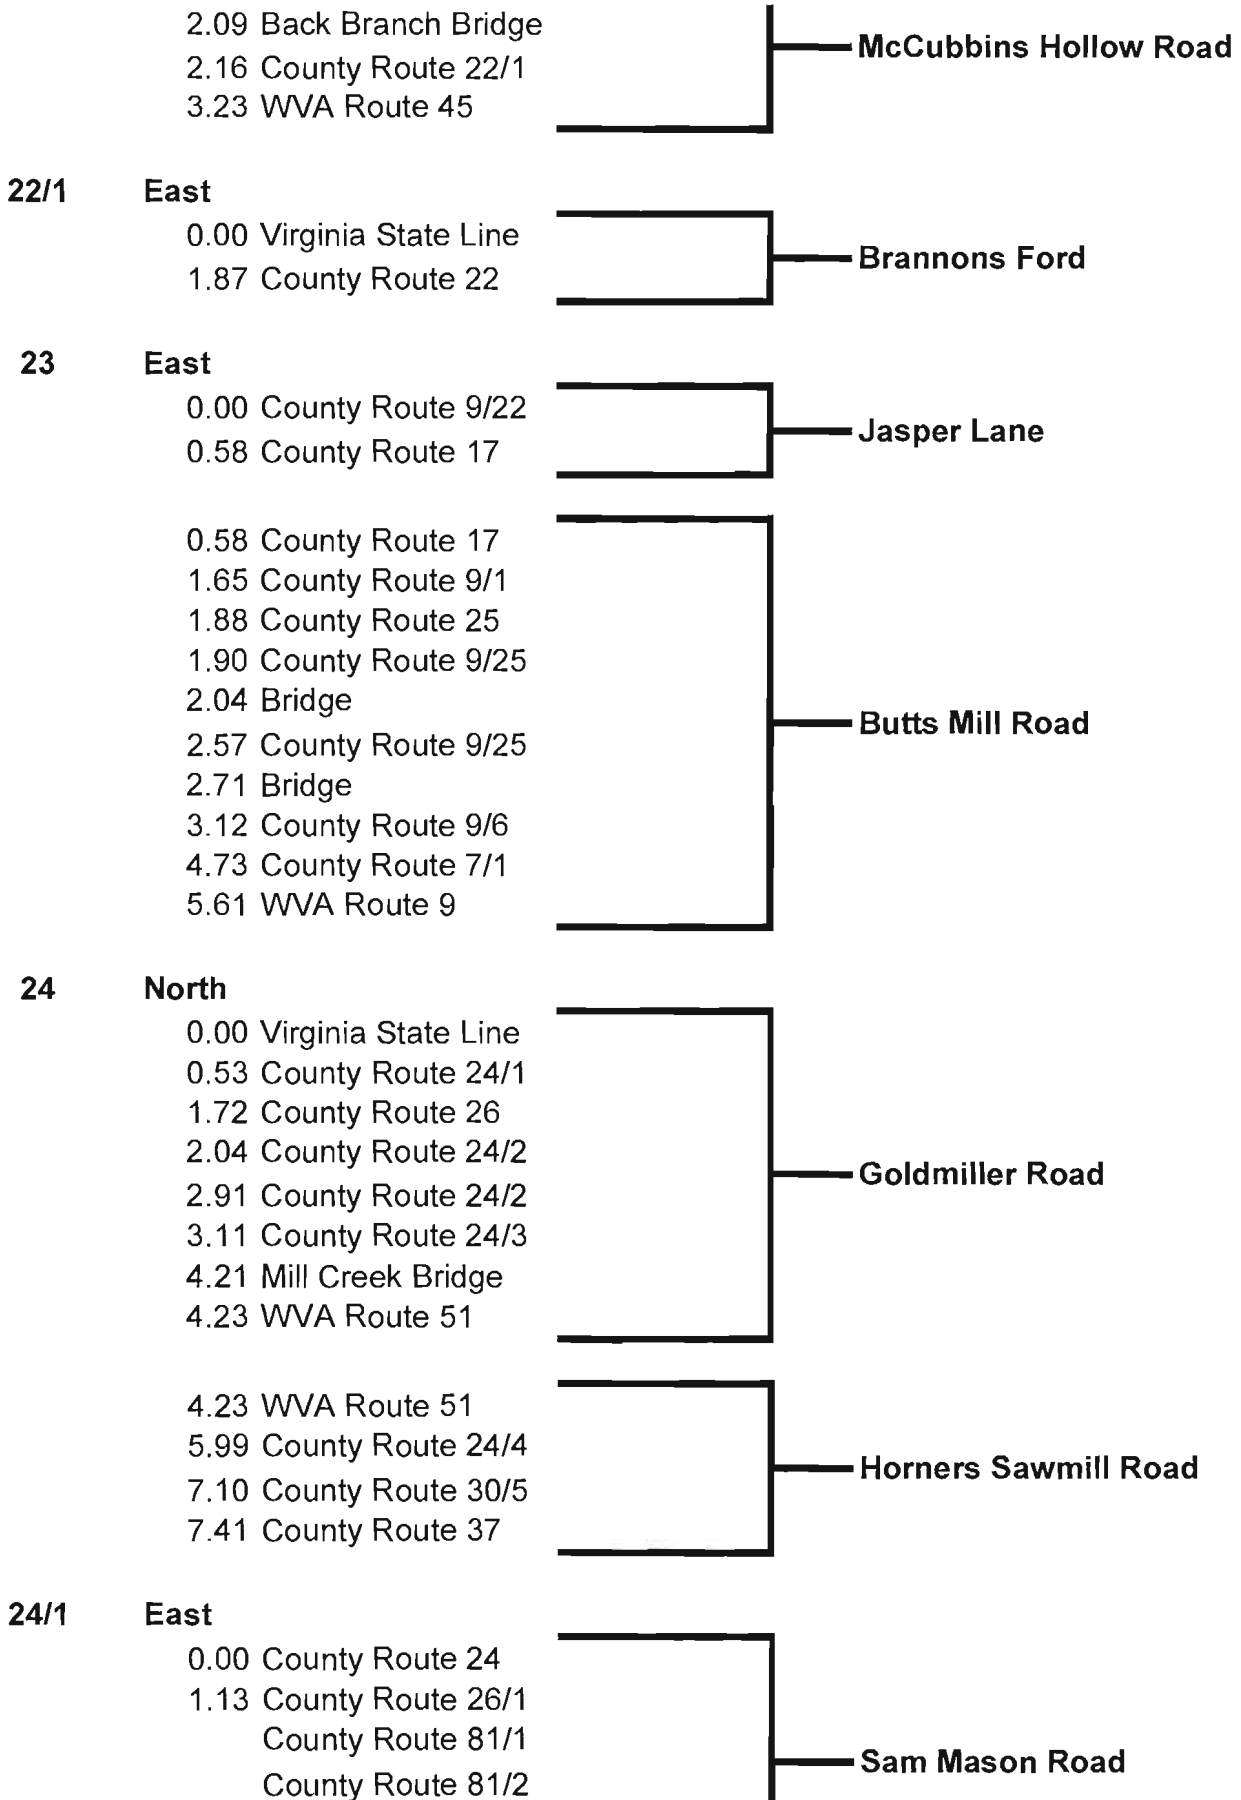 2.09 Back Branch Bridge
McCubbins Hollow Road
2.16 County Route 22/1
3.23 WVA Route 45
22/1 East
0.00 Virginia State Line
Brannons Ford
1.87 County Route 22
23 East
0.00 County Route 9/22
Jasper Lane
0.58 County Route 17
0.58 County Route 17
1.65 County Route 9/1
1.88 County Route 25
1.90 County Route 9/25
2.04 Bridge
Butts Mill Road
2.57 County Route 9/25
2.71 Bridge
3.12 County Route 9/6
4.73 County Route 7/1
5.61 WVA Route 9
24 North
0.00 Virginia State Line
0.53 County Route 24/1
1.72 County Route 26
2.04 County Route 24/2
Goldmiller Road
2.91 County Route 24/2
3.11 County Route 24/3
4.21 Mill Creek Bridge
4.23 WVA Route 51
4.23 WVA Route 51
5.99 County Route 24/4
Horners Sawmill Road
7.10 County Route 30/5
7.41 County Route 37
24/1 East
0.00 County Route 24
1.13 County Route 26/1
County Route 81/1
Sam Mason Road
County Route 81/2